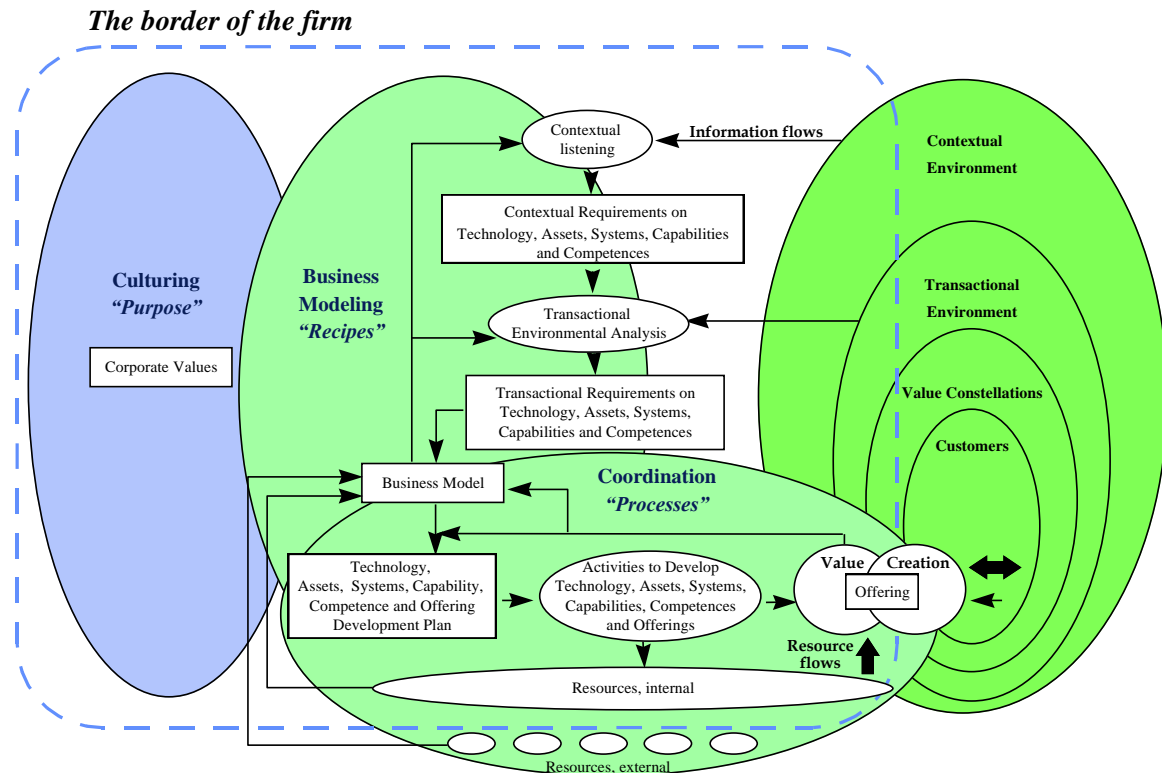 The border of the firm
Contextual
listening
Information flows
Contextual
Environment
Contextual Requirements on
Technology, Assets, Systems, Capabilities
and Competences
Culturing
“Purpose”
Business
Modeling
“Recipes”
Transactional
Environmental Analysis
Transactional
Environment
Corporate Values
Transactional Requirements on
Technology, Assets, Systems,
Capabilities and Competences
Value Constellations
Customers
Business Model
Coordination
“Processes”
Technology,
Assets, Systems, Capability,
Competence and Offering
Development Plan
Activities to Develop
Technology, Assets, Systems,
Capabilities, Competences
and Offerings
Value
Creation
Offering
Resource
flows
Resources, internal
Resources, external